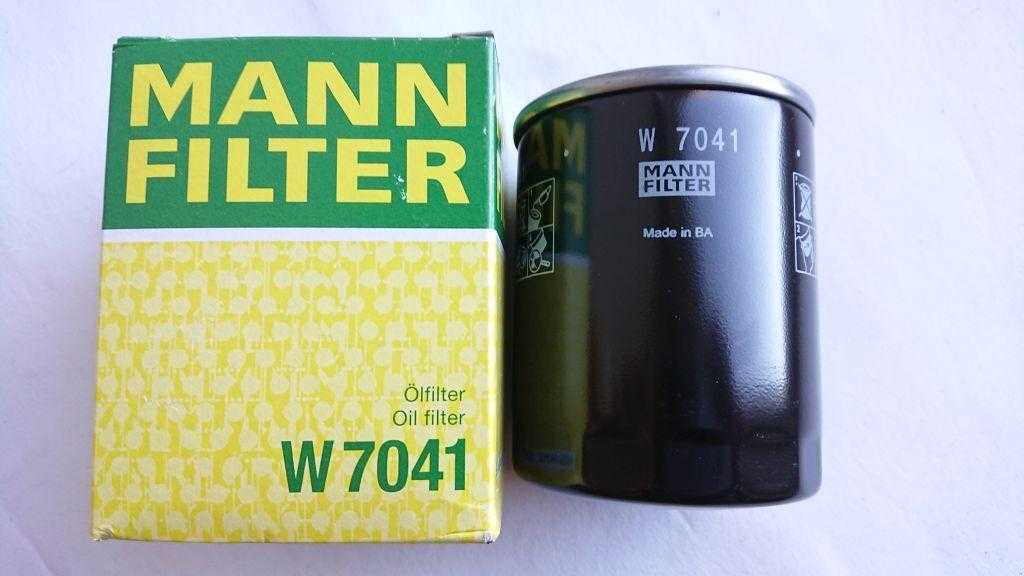 MANN
FILTER
Ölfilter
Oil filter
W 7041
W 7041
MANN
FILTER
Made in BA